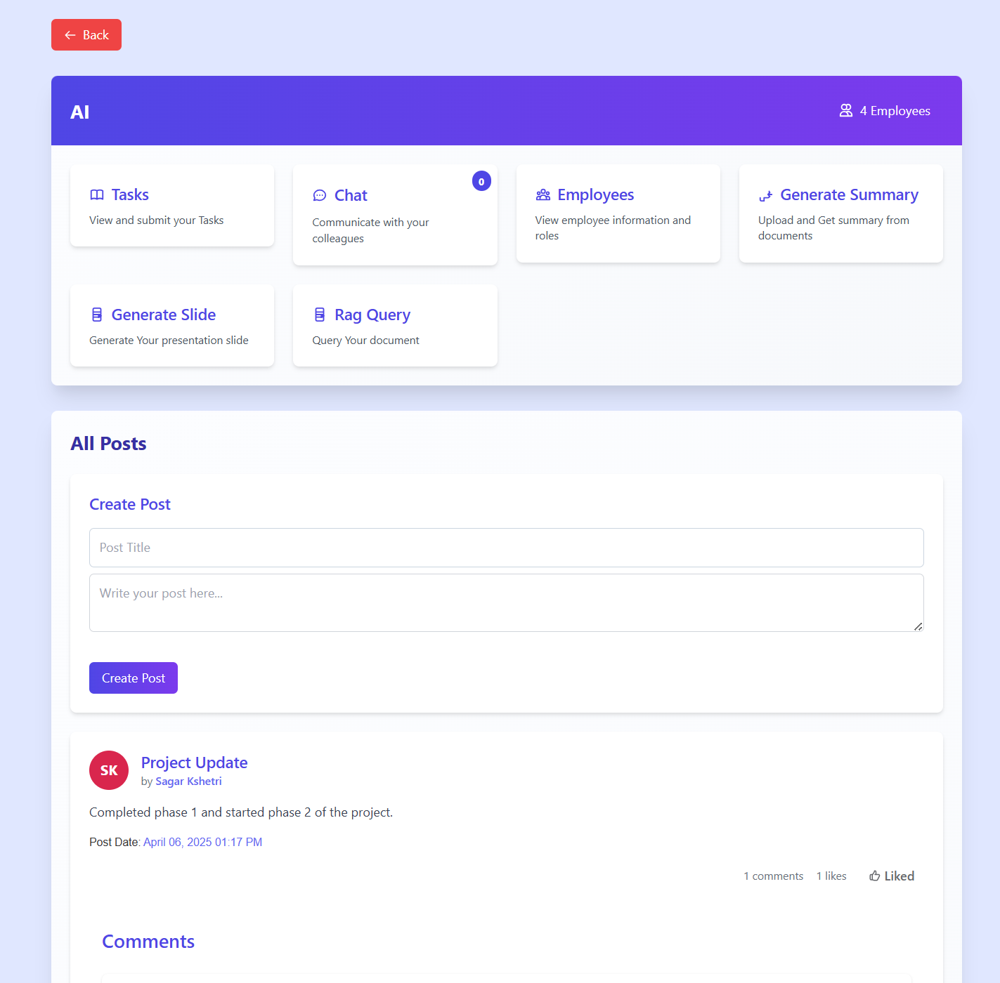 Back
AI
4 Employees
Tasks
View and submit your Tasks
0
Chat
Communicate with your
colleagues
Employees
View employee information and
roles
Generate Summary
Upload and Get summary from
documents
Generate Slide
Generate Your presentation slide
Rag Query
Query Your document
All Posts
Create Post
Post Title
Write your post here...
Create Post
SK
Project Update
by Sagar Kshetri
Completed phase 1 and started phase 2 of the project.
Post Date: April 06, 2025 01:17 PM
1 comments 1 likes Liked
Comments